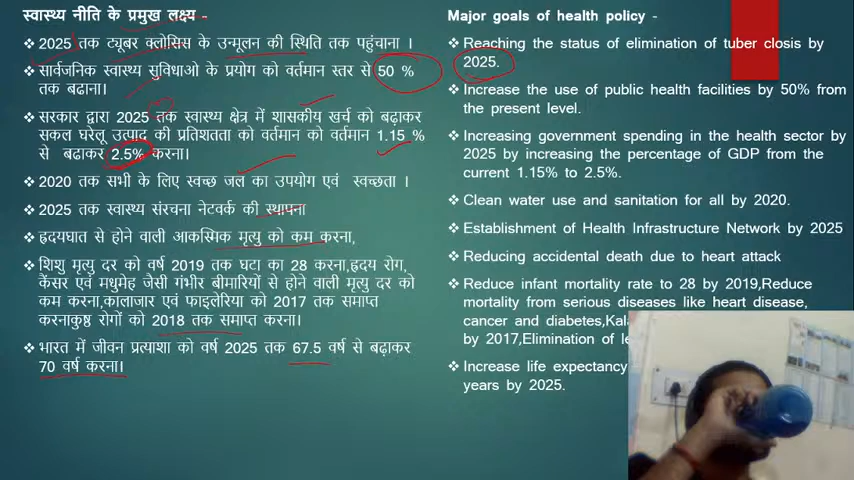 स्वास्थ्य नीति के प्रमुख लक्ष्य -
❖ 2025 तक ट्यूबर क्लोसिस के उन्मूलन की स्थिति तक पहुंचाना ।
❖ सार्वजनिक स्वास्थ्य सुविधाओ के प्रयोग को वर्तमान स्तर से 50 %
तक बढाना।
❖ सरकार द्वारा 2025 तक स्वास्थ्य क्षेत्र में शासकीय खर्च को बढ़ाकर
सकल घरेलू उत्पाद की प्रतिशतता को वर्तमान को वर्तमान 1.15 %
से बढाकर 2.5% करना।
❖ 2020 तक सभी के लिए स्वच्छ जल का उपयोग एवं स्वच्छता ।
❖ 2025 तक स्वास्थ्य संरचना नेटवर्क की स्थापना
❖ हृदयघात से होने वाली आकस्मिक मृत्यु को कम करना,
❖ शिशु मृत्यु दर को वर्ष 2019 तक घटा का 28 करना,हृदय रोग,
कैंसर एवं मधुमेह जैसी गंभीर बीमारियों से होने वाली मृत्यु दर को
कम करना,कालाजार एवं फाइलेरिया को 2017 तक समाप्त
करनाकुष्ठ रोगों को 2018 तक समाप्त करना।
❖ भारत में जीवन प्रत्याशा को वर्ष 2025 तक 67.5 वर्ष से बढ़ाकर
70 वर्ष करना।
Major goals of health policy -
❖ Reaching the status of elimination of tuber closis by
2025.
❖ Increase the use of public health facilities by 50% from
the present level.
❖ Increasing government spending in the health sector by
2025 by increasing the percentage of GDP from the
current 1.15% to 2.5%.
❖ Clean water use and sanitation for all by 2020.
❖ Establishment of Health Infrastructure Network by 2025
❖ Reducing accidental death due to heart attack
❖ Reduce infant mortality rate to 28 by 2019,Reduce
mortality from serious diseases like heart disease,
cancer and diabetes,Kala
by 2017,Elimination of le
❖ Increase life expectancy
years by 2025.